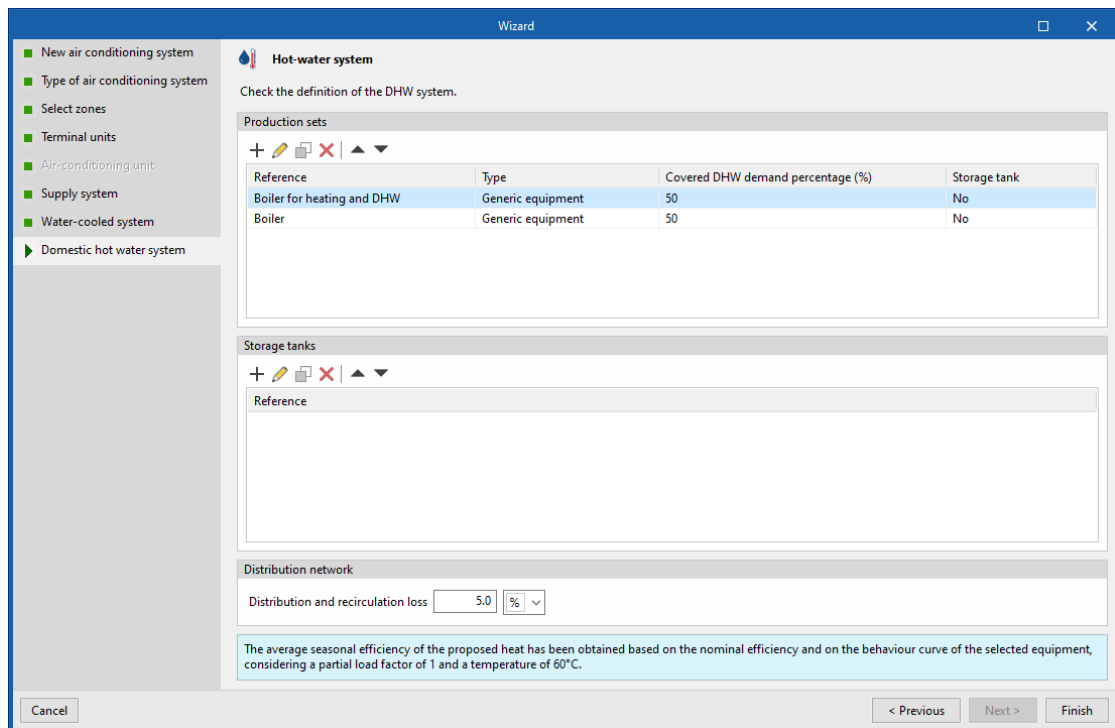 Wizard
New air conditioning system
Type of air conditioning system
Select zones
Terminal units
Air-conditioning unit
Supply system
Water-cooled system
Domestic hot water system
Hot-water system
Check the definition of the DHW system.
Production sets
Reference Type Covered DHW demand percentage (%) Storage tank
Boiler for heating and DHW Generic equipment 50 No
Boiler Generic equipment 50 No
Storage tanks
Reference
Distribution network
Distribution and recirculation loss 5.0 %
The average seasonal efficiency of the proposed heat has been obtained based on the nominal efficiency and on the behaviour curve of the selected equipment,
considering a partial load factor of 1 and a temperature of 60°C.
Cancel < Previous Next > Finish